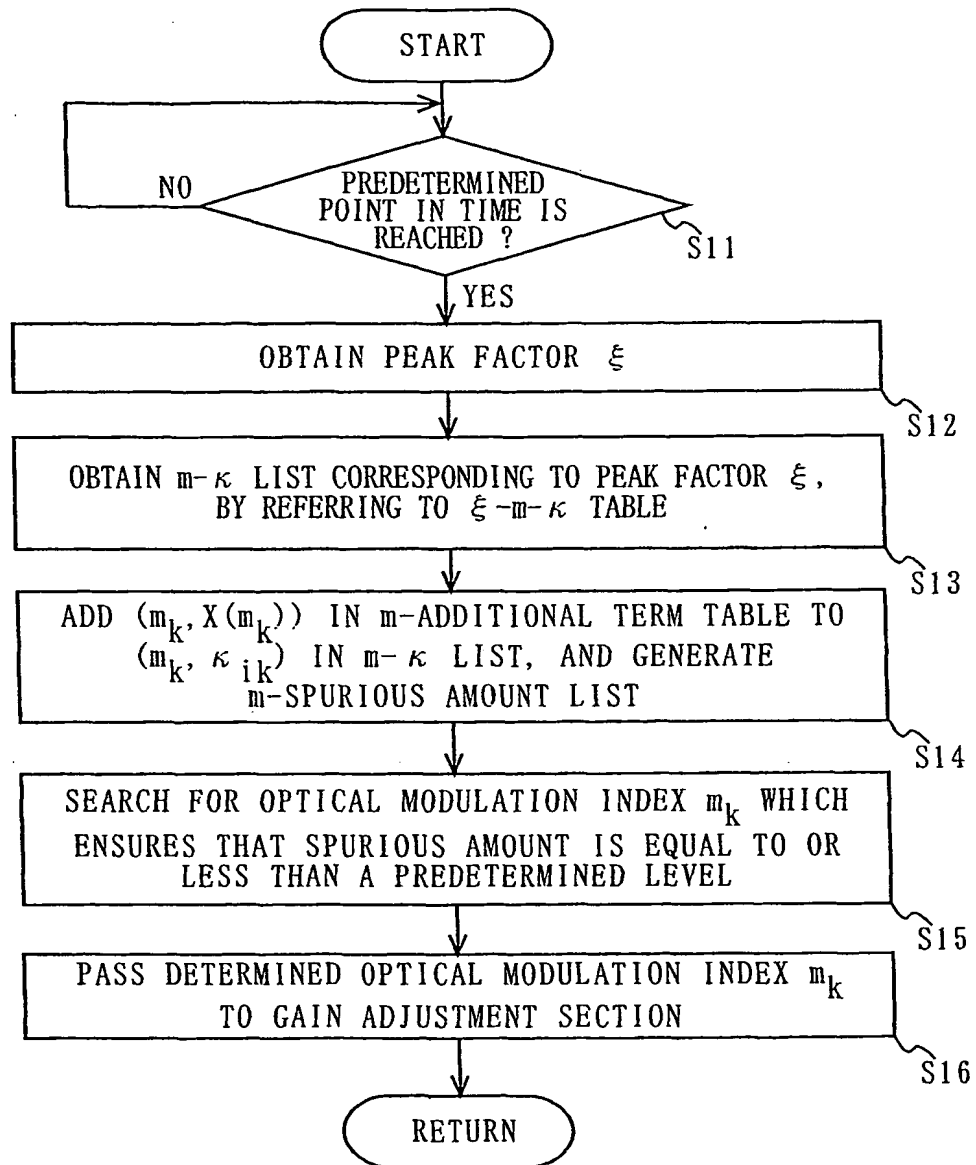 START
NO
PREDETERMINED
POINT IN TIME IS
REACHED ?
S11
YES
OBTAIN PEAK FACTOR ξ
S12
OBTAIN m-κ LIST CORRESPONDING TO PEAK FACTOR ξ,
BY REFERRING TO ξ-m-κ TABLE
S13
ADD (m_k, X(m_k)) IN m-ADDITIONAL TERM TABLE TO
(m_k, κ_ik) IN m-κ LIST, AND GENERATE
m-SPURIOUS AMOUNT LIST
S14
SEARCH FOR OPTICAL MODULATION INDEX m_k WHICH
ENSURES THAT SPURIOUS AMOUNT IS EQUAL TO OR
LESS THAN A PREDETERMINED LEVEL
S15
PASS DETERMINED OPTICAL MODULATION INDEX m_k
TO GAIN ADJUSTMENT SECTION
S16
RETURN